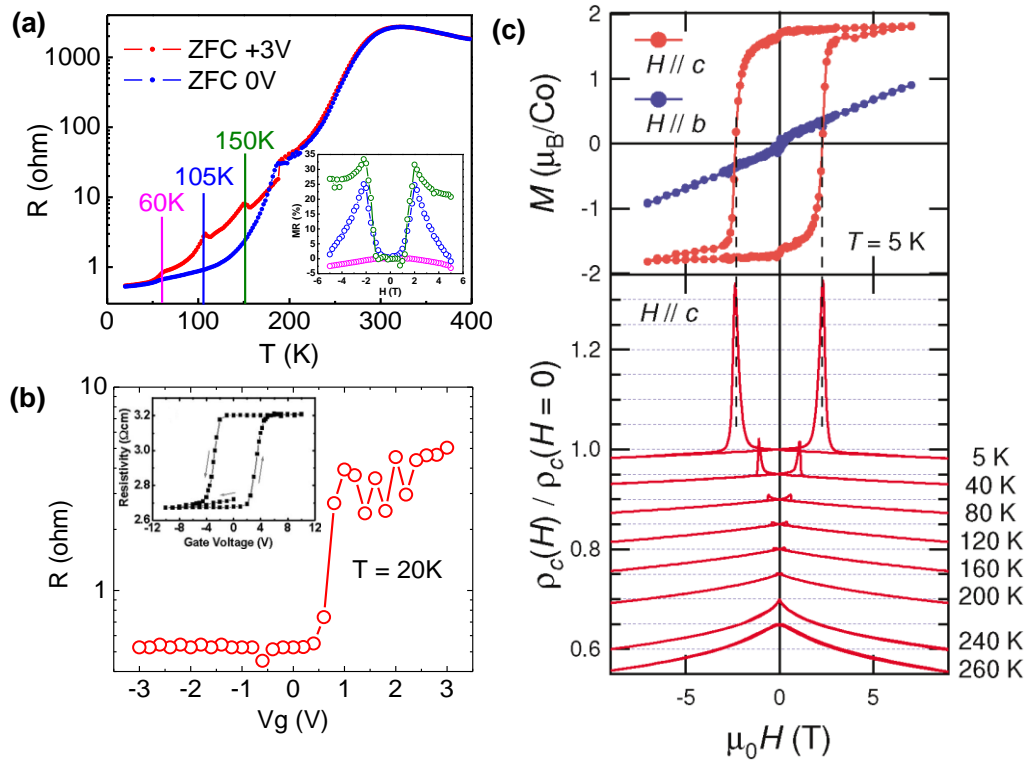 (a)
1000
100
10
1
R (ohm)
ZFC +3V
ZFC 0V
150K
105K
60K
35
30
25
20
15
10
5
0
-5
MR (%)
-6 -4 -2 0 2 4 6
H (T)
0 100 200 300 400
T (K)
(b)
10
1
R (ohm)
3.2
3.0
2.8
2.6
Resistivity (Ωcm)
-12 -8 -4 0 4 8 12
Gate Voltage (V)
T = 20K
-3 -2 -1 0 1 2 3
Vg (V)
(c)
2
1
0
-1
-2
M (μB/Co)
H // c
H // b
T = 5 K
H // c
1.2
1.0
0.8
0.6
ρc(H) / ρc(H = 0)
5 K
40 K
80 K
120 K
160 K
200 K
240 K
260 K
-5 0 5
μ0H (T)